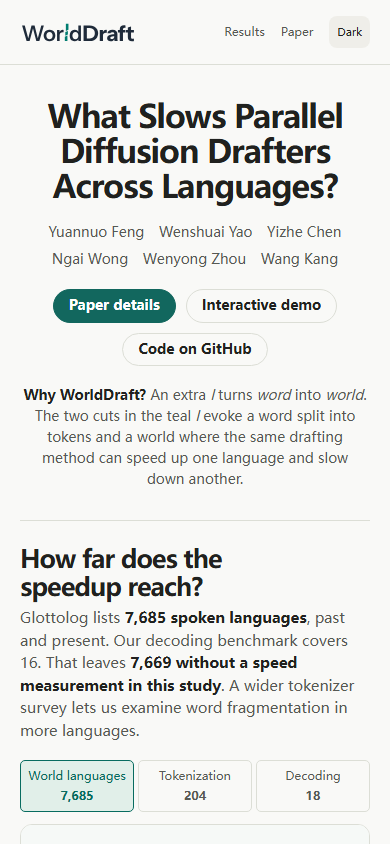 WorldDraft
Results Paper Dark
What Slows Parallel
Diffusion Drafters
Across Languages?
Yuannuo Feng Wenshuai Yao Yizhe Chen
Ngai Wong Wenyong Zhou Wang Kang
Paper details Interactive demo
Code on GitHub
Why WorldDraft? An extra l turns word into world.
The two cuts in the teal l evoke a word split into
tokens and a world where the same drafting
method can speed up one language and slow
down another.
How far does the
speedup reach?
Glottolog lists 7,685 spoken languages, past
and present. Our decoding benchmark covers
16. That leaves 7,669 without a speed
measurement in this study. A wider tokenizer
survey lets us examine word fragmentation in
more languages.
World languages Tokenization Decoding
7,685 204 18